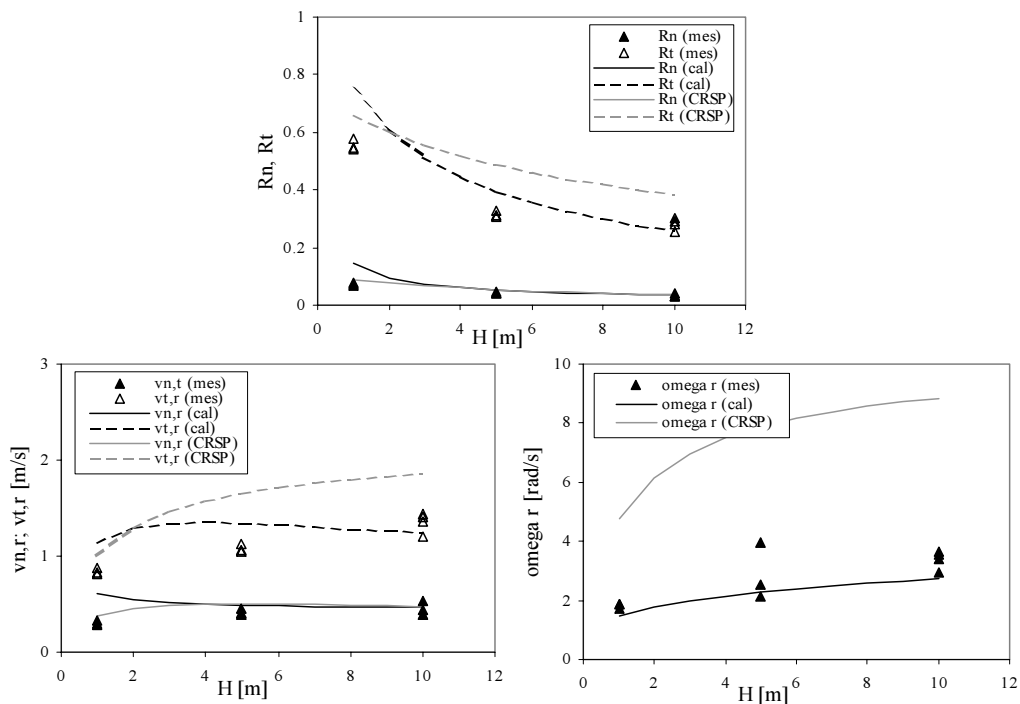 1
0.8
0.6
0.4
0.2
0
Rn, Rt
Rn (mes)
Rt (mes)
Rn (cal)
Rt (cal)
Rn (CRSP)
Rt (CRSP)
0 2 4 6 8 10 12
H [m]
3
2
1
0
vn,r; vt,r [m/s]
vn,t (mes)
vt,r (mes)
vn,r (cal)
vt,r (cal)
vn,r (CRSP)
vt,r (CRSP)
0 2 4 6 8 10 12
H [m]
10
8
6
4
2
0
omega r [rad/s]
omega r (mes)
omega r (cal)
omega r (CRSP)
0 2 4 6 8 10 12
H [m]